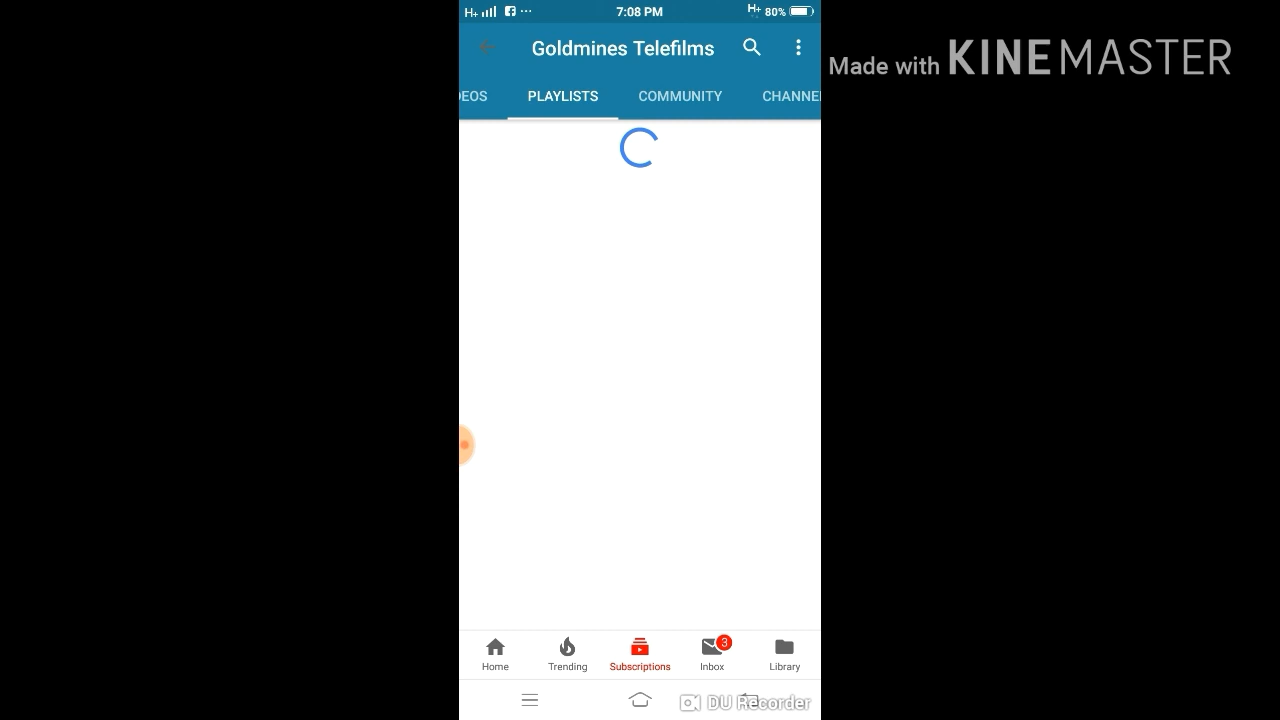 H+ 7:08 PM H+ 80%
Goldmines Telefilms
DEOS PLAYLISTS COMMUNITY CHANNE
Made with KINEMASTER
3
Home Trending Subscriptions Inbox Library
DU Recorder